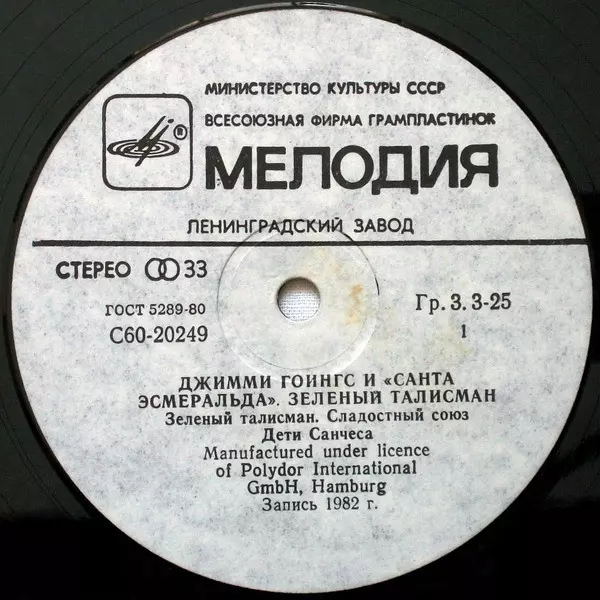 МИНИСТЕРСТВО КУЛЬТУРЫ СССР
ВСЕСОЮЗНАЯ ФИРМА ГРАМПЛАСТИНОК
®
МЕЛОДИЯ
ЛЕНИНГРАДСКИЙ ЗАВОД
СТЕРЕО 33
ГОСТ 5289-80
Гр. 3. 3-25
С60-20249
1
ДЖИММИ ГОИНГС И «САНТА
ЭСМЕРАЛЬДА». ЗЕЛЕНЫЙ ТАЛИСМАН
Зеленый талисман. Сладостный союз
Дети Санчеса
Manufactured under licence
of Polydor International
GmbH, Hamburg
Запись 1982 г.